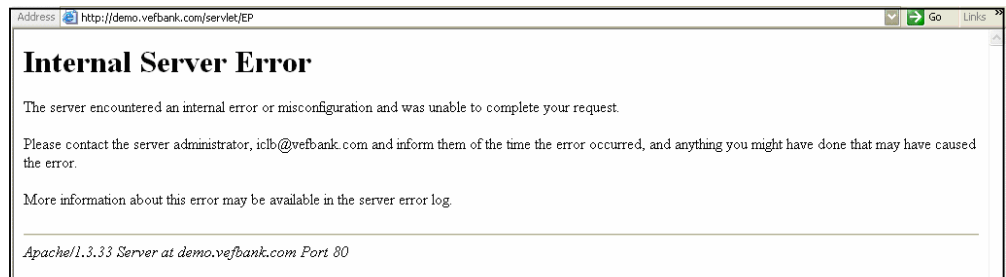 Address http://demo.vefbank.com/servlet/EP Go Links »
Internal Server Error
The server encountered an internal error or misconfiguration and was unable to complete your request.
Please contact the server administrator, iclb@vefbank.com and inform them of the time the error occurred, and anything you might have done that may have caused
the error.
More information about this error may be available in the server error log.
Apache/1.3.33 Server at demo.vefbank.com Port 80